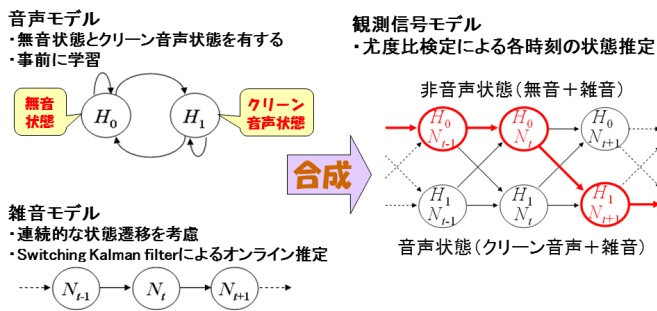 音声モデル
・無音状態とクリーン音声状態を有する
・事前に学習
無音
状態
H0
H1
クリーン
音声状態
雑音モデル
・連続的な状態遷移を考慮
・Switching Kalman filterによるオンライン推定
Nt-1
Nt
Nt+1
合成
観測信号モデル
・尤度比検定による各時刻の状態推定
非音声状態(無音+雑音)
H0
Nt-1
H0
Nt
H0
Nt+1
H1
Nt-1
H1
Nt
H1
Nt+1
音声状態(クリーン音声+雑音)